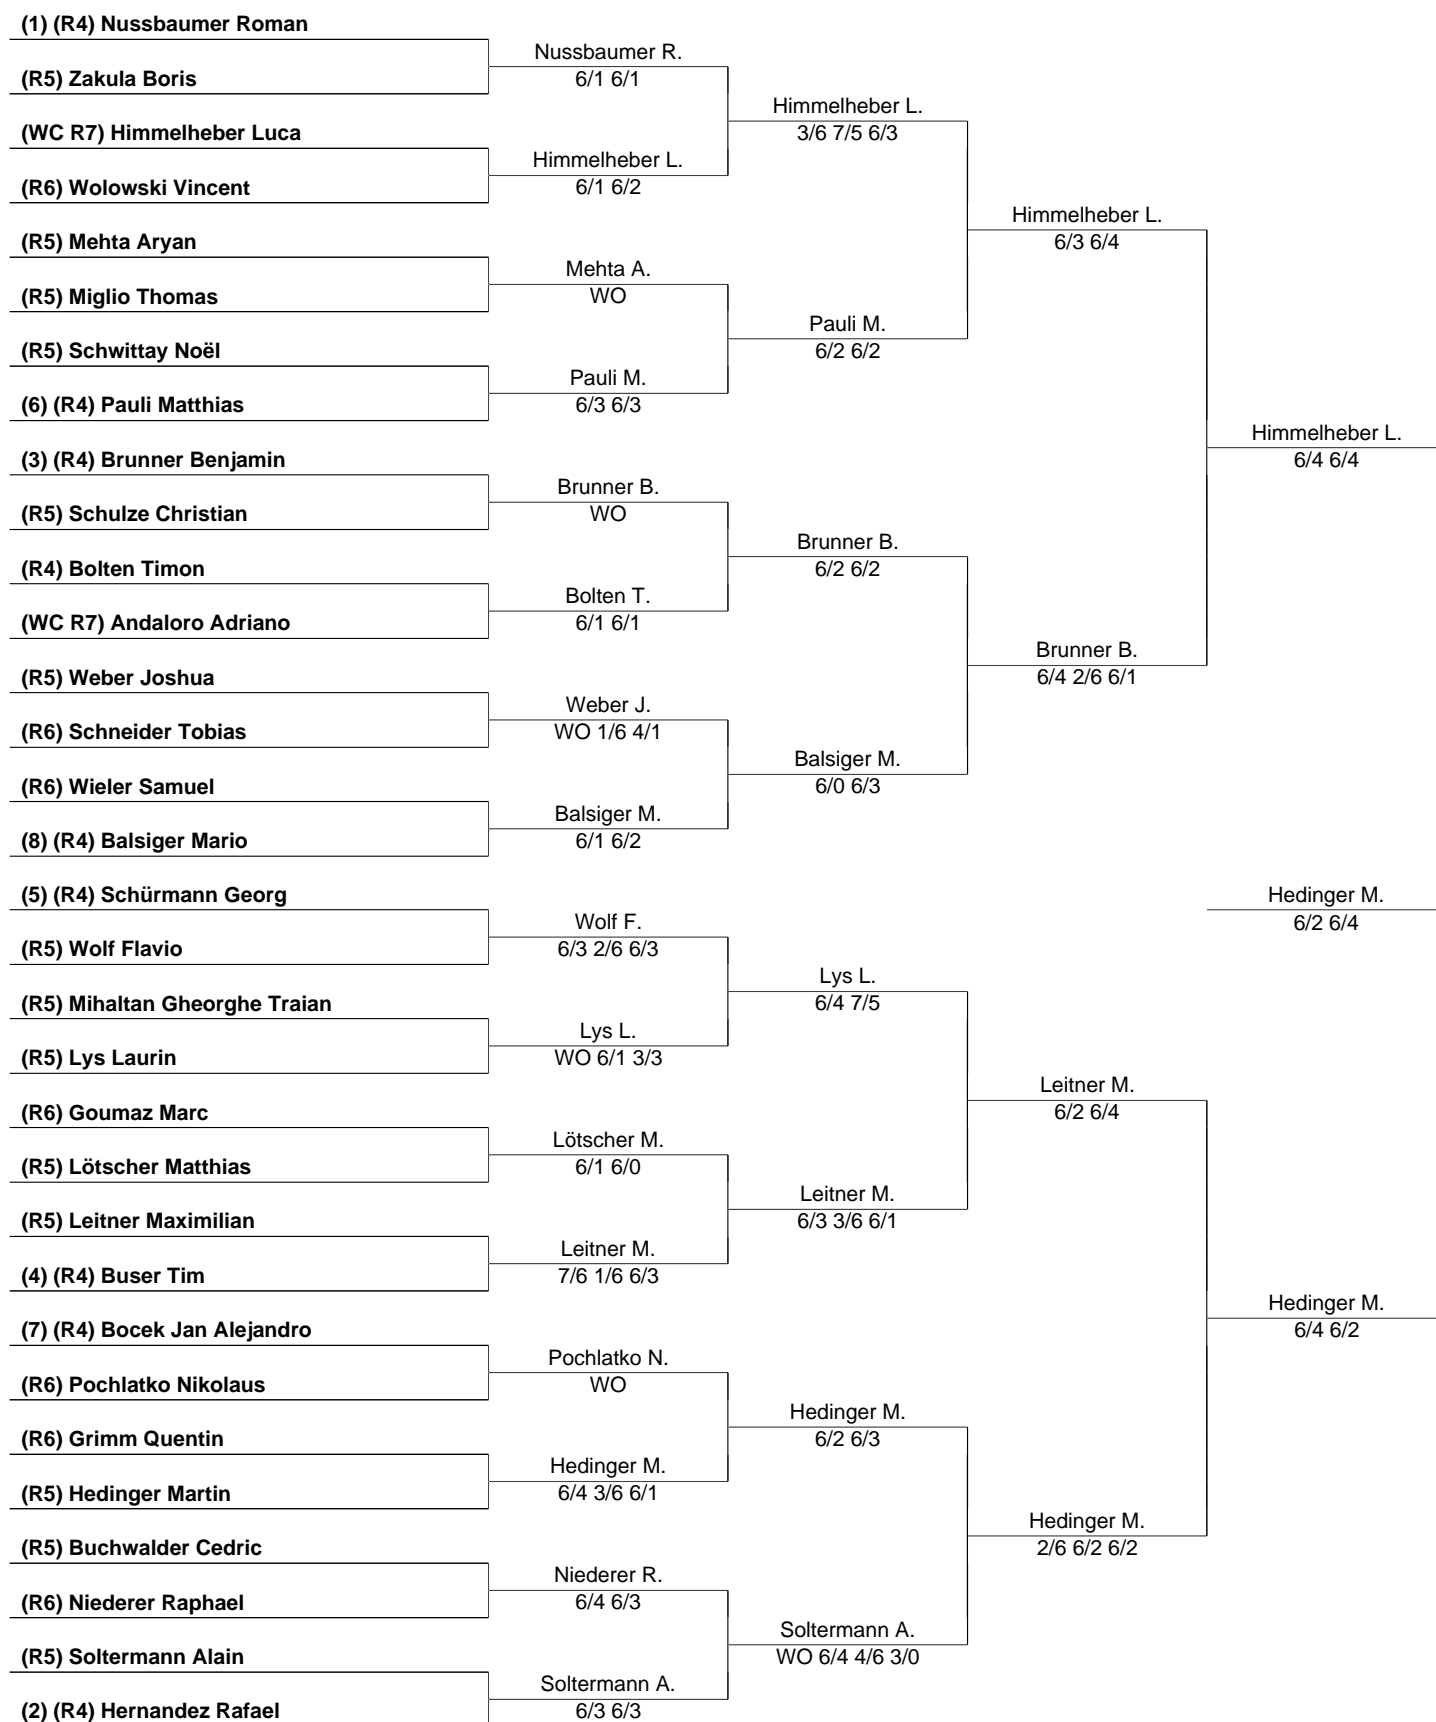 (1) (R4) Nussbaumer Roman
Nussbaumer R.
(R5) Zakula Boris
6/1 6/1
Himmelheber L.
(WC R7) Himmelheber Luca
3/6 7/5 6/3
Himmelheber L.
(R6) Wolowski Vincent
6/1 6/2
Himmelheber L.
(R5) Mehta Aryan
6/3 6/4
Mehta A.
(R5) Miglio Thomas
WO
Pauli M.
(R5) Schwittay Noël
6/2 6/2
Pauli M.
(6) (R4) Pauli Matthias
6/3 6/3
Himmelheber L.
(3) (R4) Brunner Benjamin
6/4 6/4
Brunner B.
(R5) Schulze Christian
WO
Brunner B.
(R4) Bolten Timon
6/2 6/2
Bolten T.
(WC R7) Andaloro Adriano
6/1 6/1
Brunner B.
(R5) Weber Joshua
6/4 2/6 6/1
Weber J.
(R6) Schneider Tobias
WO 1/6 4/1
Balsiger M.
(R6) Wieler Samuel
6/0 6/3
Balsiger M.
(8) (R4) Balsiger Mario
6/1 6/2
(5) (R4) Schürmann Georg
Hedinger M.
6/2 6/4
Wolf F.
(R5) Wolf Flavio
6/3 2/6 6/3
Lys L.
(R5) Mihaltan Gheorghe Traian
6/4 7/5
Lys L.
(R5) Lys Laurin
WO 6/1 3/3
Leitner M.
(R6) Goumaz Marc
6/2 6/4
Lötscher M.
(R5) Lötscher Matthias
6/1 6/0
Leitner M.
(R5) Leitner Maximilian
6/3 3/6 6/1
Leitner M.
(4) (R4) Buser Tim
7/6 1/6 6/3
Hedinger M.
(7) (R4) Bocek Jan Alejandro
6/4 6/2
Pochlatko N.
(R6) Pochlatko Nikolaus
WO
Hedinger M.
(R6) Grimm Quentin
6/2 6/3
Hedinger M.
(R5) Hedinger Martin
6/4 3/6 6/1
Hedinger M.
(R5) Buchwalder Cedric
2/6 6/2 6/2
Niederer R.
(R6) Niederer Raphael
6/4 6/3
Soltermann A.
(R5) Soltermann Alain
WO 6/4 4/6 3/0
Soltermann A.
(2) (R4) Hernandez Rafael
6/3 6/3